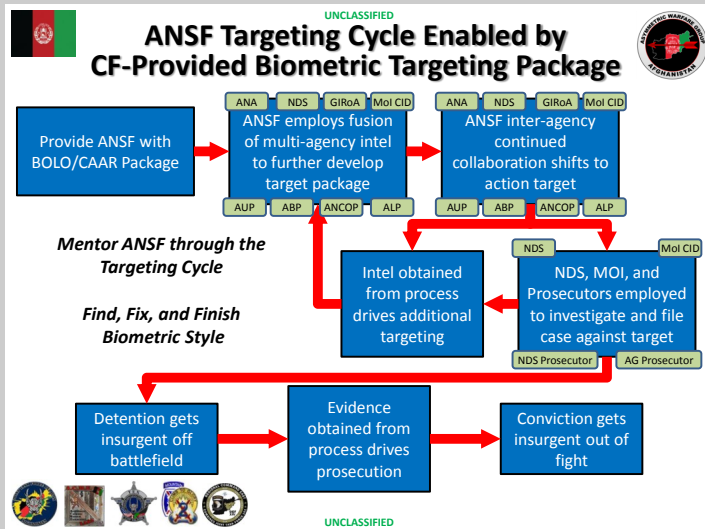 UNCLASSIFIED
ANSF Targeting Cycle Enabled by
CF-Provided Biometric Targeting Package
ASYMMETRIC WARFARE GROUP
AFGHANISTAN
Provide ANSF with
BOLO/CAAR Package
ANA NDS GIRoA MoI CID
ANSF employs fusion
of multi-agency intel
to further develop
target package
AUP ABP ANCOP ALP
ANA NDS GIRoA MoI CID
ANSF inter-agency
continued
collaboration shifts to
action target
AUP ABP ANCOP ALP
Mentor ANSF through the
Targeting Cycle
Find, Fix, and Finish
Biometric Style
Intel obtained
from process
drives additional
targeting
NDS MoI CID
NDS, MOI, and
Prosecutors employed
to investigate and file
case against target
NDS Prosecutor AG Prosecutor
Detention gets
insurgent off
battlefield
Evidence
obtained from
process drives
prosecution
Conviction gets
insurgent out of
fight
UNCLASSIFIED